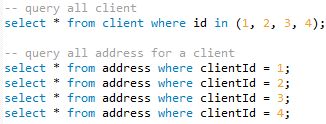 -- query all client
select * from client where id in (1, 2, 3, 4);
-- query all address for a client
select * from address where clientId = 1;
select * from address where clientId = 2;
select * from address where clientId = 3;
select * from address where clientId = 4;